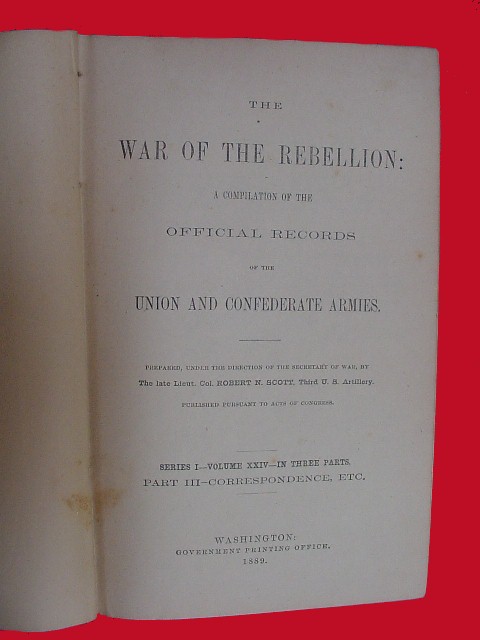 THE
WAR OF THE REBELLION:
A COMPILATION OF THE
OFFICIAL RECORDS
OF THE
UNION AND CONFEDERATE ARMIES.
PREPARED, UNDER THE DIRECTION OF THE SECRETARY OF WAR, BY
The late Lieut. Col. ROBERT N. SCOTT, Third U. S. Artillery.
PUBLISHED PURSUANT TO ACTS OF CONGRESS.
SERIES I—VOLUME XXIV—IN THREE PARTS.
PART III—CORRESPONDENCE, ETC.
WASHINGTON:
GOVERNMENT PRINTING OFFICE.
1889.